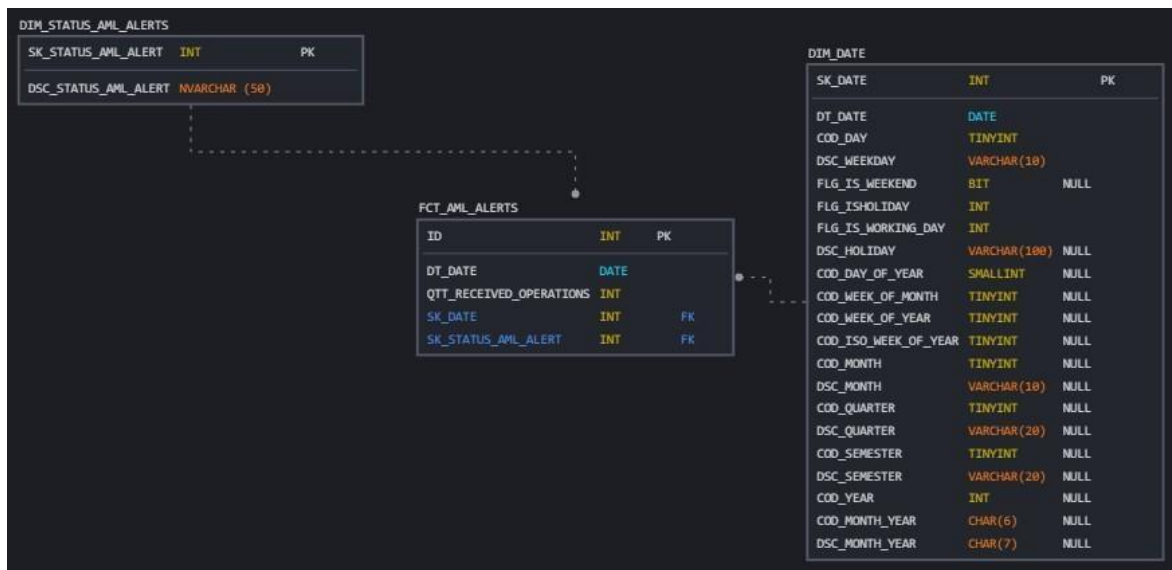 DIM_STATUS_AML_ALERTS
SK_STATUS_AML_ALERT INT PK
DSC_STATUS_AML_ALERT NVARCHAR (50)
FCT_AML_ALERTS
ID INT PK
DT_DATE DATE
QTT_RECEIVED_OPERATIONS INT
SK_DATE INT FK
SK_STATUS_AML_ALERT INT FK
DIM_DATE
SK_DATE INT PK
DT_DATE DATE
COD_DAY TINYINT
DSC_WEEKDAY VARCHAR(10)
FLG_IS_WEEKEND BIT NULL
FLG_ISHOLIDAY INT
FLG_IS_WORKING_DAY INT
DSC_HOLIDAY VARCHAR(100) NULL
COD_DAY_OF_YEAR SMALLINT NULL
COD_WEEK_OF_MONTH TINYINT NULL
COD_WEEK_OF_YEAR TINYINT NULL
COD_ISO_WEEK_OF_YEAR TINYINT NULL
COD_MONTH TINYINT NULL
DSC_MONTH VARCHAR(10) NULL
COD_QUARTER TINYINT NULL
DSC_QUARTER VARCHAR(20) NULL
COD_SEMESTER TINYINT NULL
DSC_SEMESTER VARCHAR(20) NULL
COD_YEAR INT NULL
COD_MONTH_YEAR CHAR(6) NULL
DSC_MONTH_YEAR CHAR(7) NULL